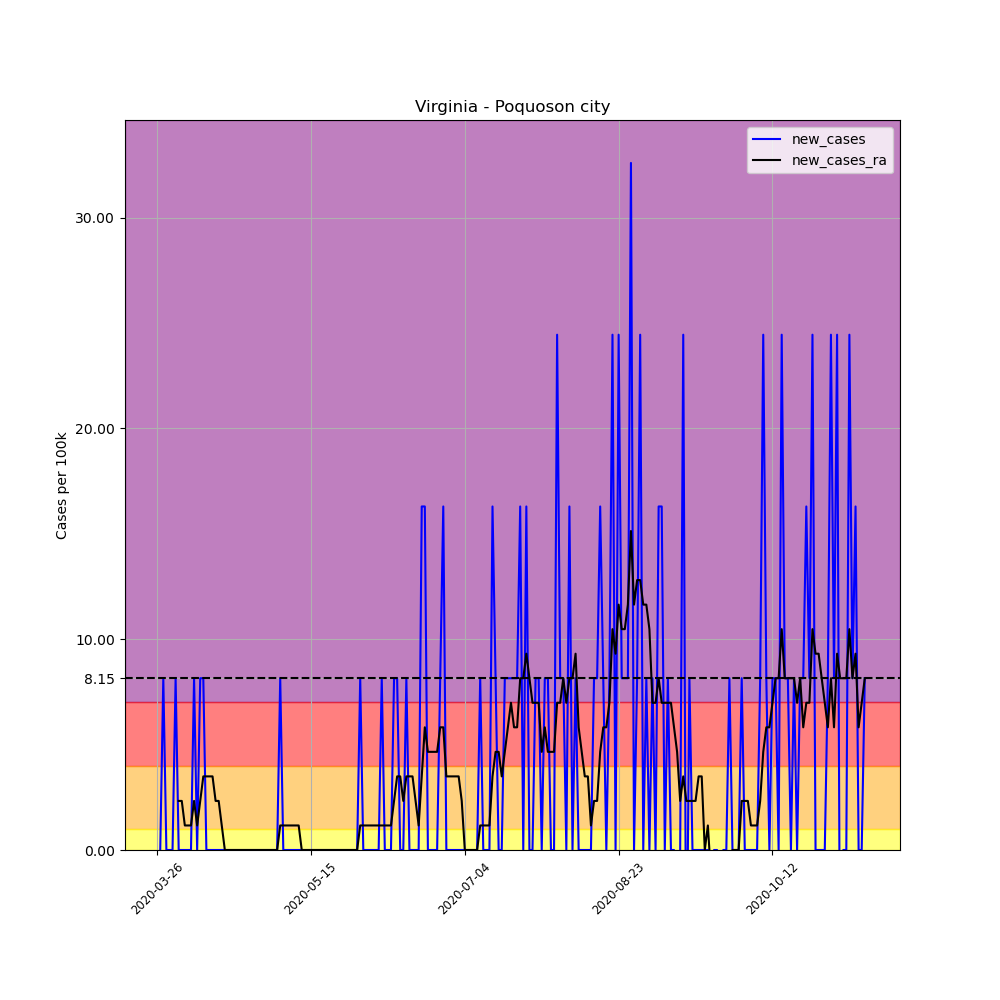 Virginia - Poquoson city
new_cases
new_cases_ra
Cases per 100k
30.00
20.00
10.00
8.15
0.00
2020-03-26
2020-05-15
2020-07-04
2020-08-23
2020-10-12